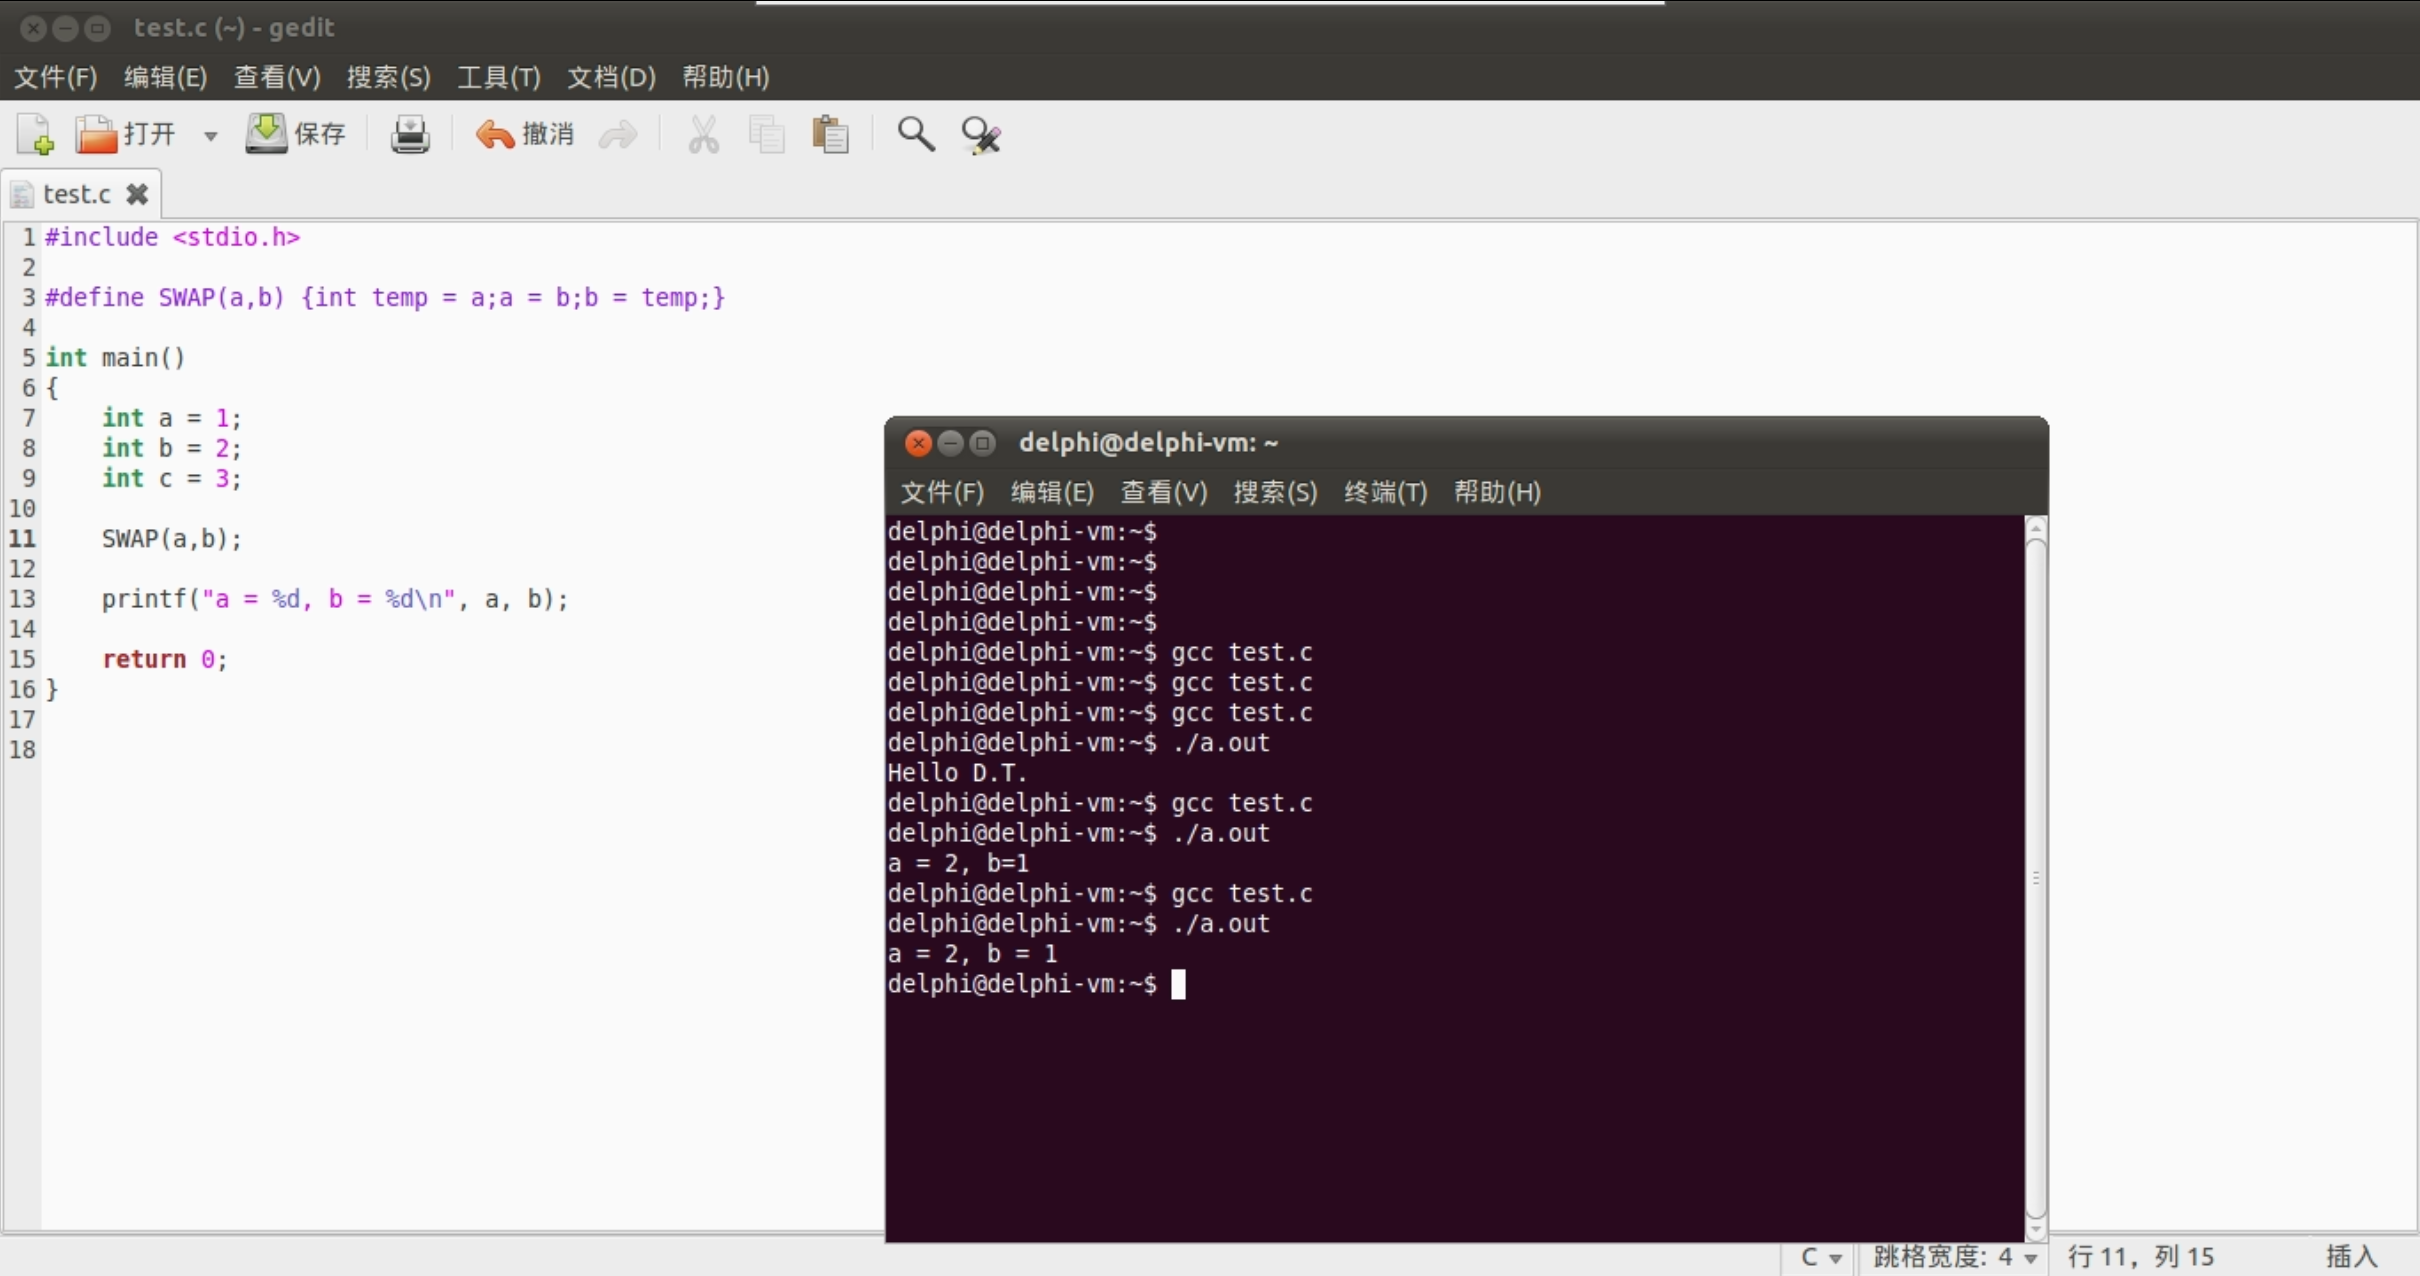 test.c (~) - gedit
文件(F) 编辑(E) 查看(V) 搜索(S) 工具(T) 文档(D) 帮助(H)
打开 保存 撤消
test.c
1 #include <stdio.h>
2
3 #define SWAP(a,b) {int temp = a;a = b;b = temp;}
4
5 int main()
6 {
7     int a = 1;
8     int b = 2;
9     int c = 3;
10
11     SWAP(a,b);
12
13     printf("a = %d, b = %d\n", a, b);
14
15     return 0;
16 }
17
18
delphi@delphi-vm: ~
文件(F) 编辑(E) 查看(V) 搜索(S) 终端(T) 帮助(H)
delphi@delphi-vm:~$
delphi@delphi-vm:~$
delphi@delphi-vm:~$
delphi@delphi-vm:~$
delphi@delphi-vm:~$ gcc test.c
delphi@delphi-vm:~$ gcc test.c
delphi@delphi-vm:~$ gcc test.c
delphi@delphi-vm:~$ ./a.out
Hello D.T.
delphi@delphi-vm:~$ gcc test.c
delphi@delphi-vm:~$ ./a.out
a = 2, b=1
delphi@delphi-vm:~$ gcc test.c
delphi@delphi-vm:~$ ./a.out
a = 2, b = 1
delphi@delphi-vm:~$
C 跳格宽度: 4 行 11，列 15 插入